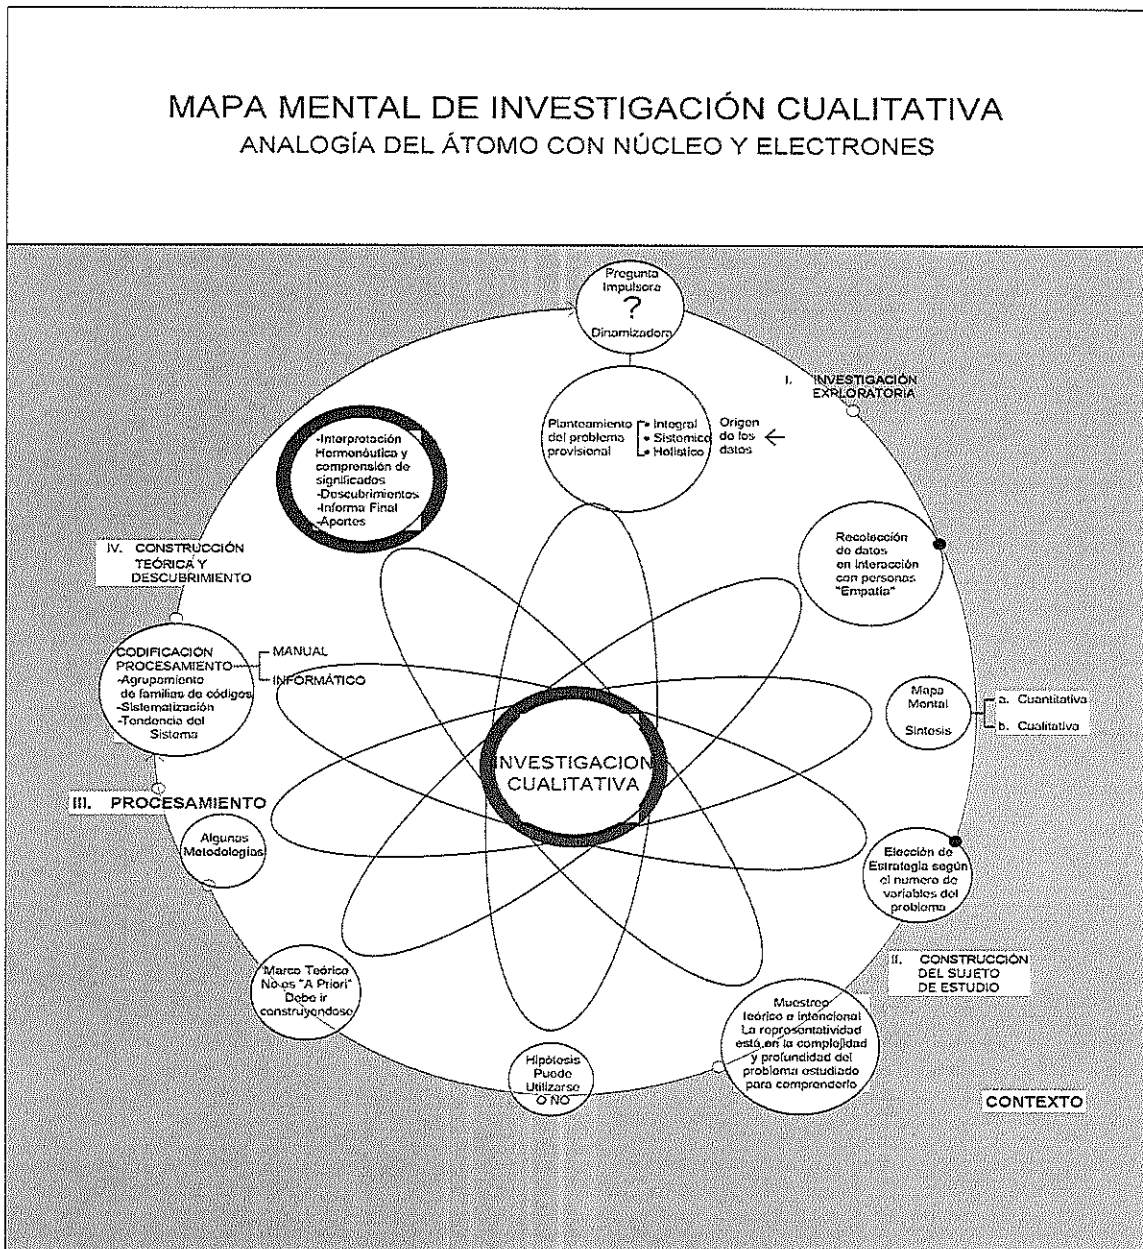 MAPA MENTAL DE INVESTIGACIÓN CUALITATIVA
ANALOGÍA DEL ÁTOMO CON NÚCLEO Y ELECTRONES
Pregunta
Impulsora
?
Dinamizadora
I. INVESTIGACIÓN
EXPLORATORIA
Planteamiento
del problema
provisional
• Integral
• Sistémico
• Holístico
Origen
de los
datos
-Interpretación
Hermenéutica y
comprensión de
significados
-Descubrimientos
-Informa Final
-Aportes
Recolección
de datos
en interacción
con personas
"Empatía"
IV. CONSTRUCCIÓN
TEÓRICA Y
DESCUBRIMIENTO
CODIFICACIÓN
PROCESAMIENTO
-Agrupamiento
de familias de códigos
-Sistematización
-Tendencia del
Sistema
MANUAL
INFORMÁTICO
Mapa
Mental
Síntesis
a. Cuantitativa
b. Cualitativa
INVESTIGACION
CUALITATIVA
III. PROCESAMIENTO
Algunas
Metodologías
Elección de
Estrategia según
el numero de
variables del
problema
II. CONSTRUCCIÓN
DEL SUJETO
DE ESTUDIO
Marco Teórico
No es "A Priori"
Debe ir
construyendose
Muestreo
teórico e intencional
La representatividad
está en la complejidad
y profundidad del
problema estudiado
para comprenderlo
Hipótesis
Puede
Utilizarse
O NO
CONTEXTO